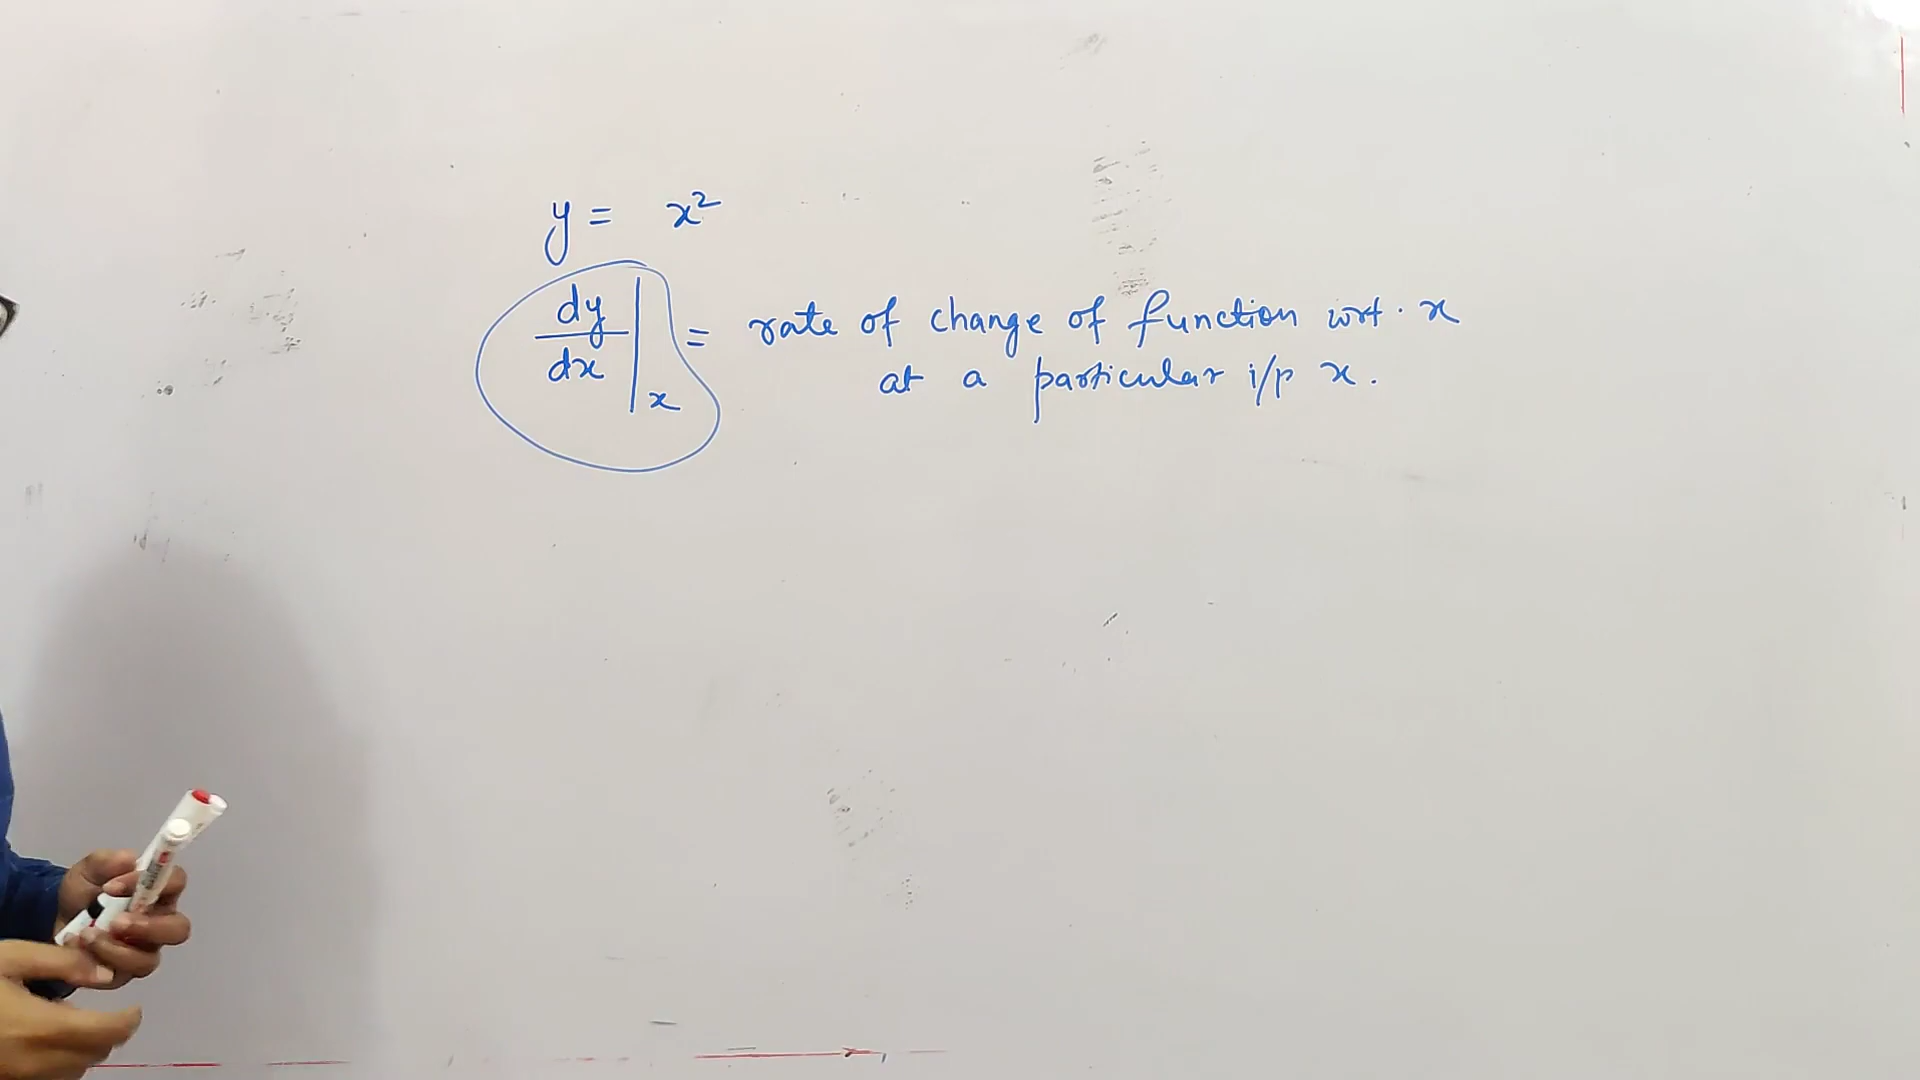 y = x²
dy/dx |x = rate of change of function wrt. x
at a particular i/p x.